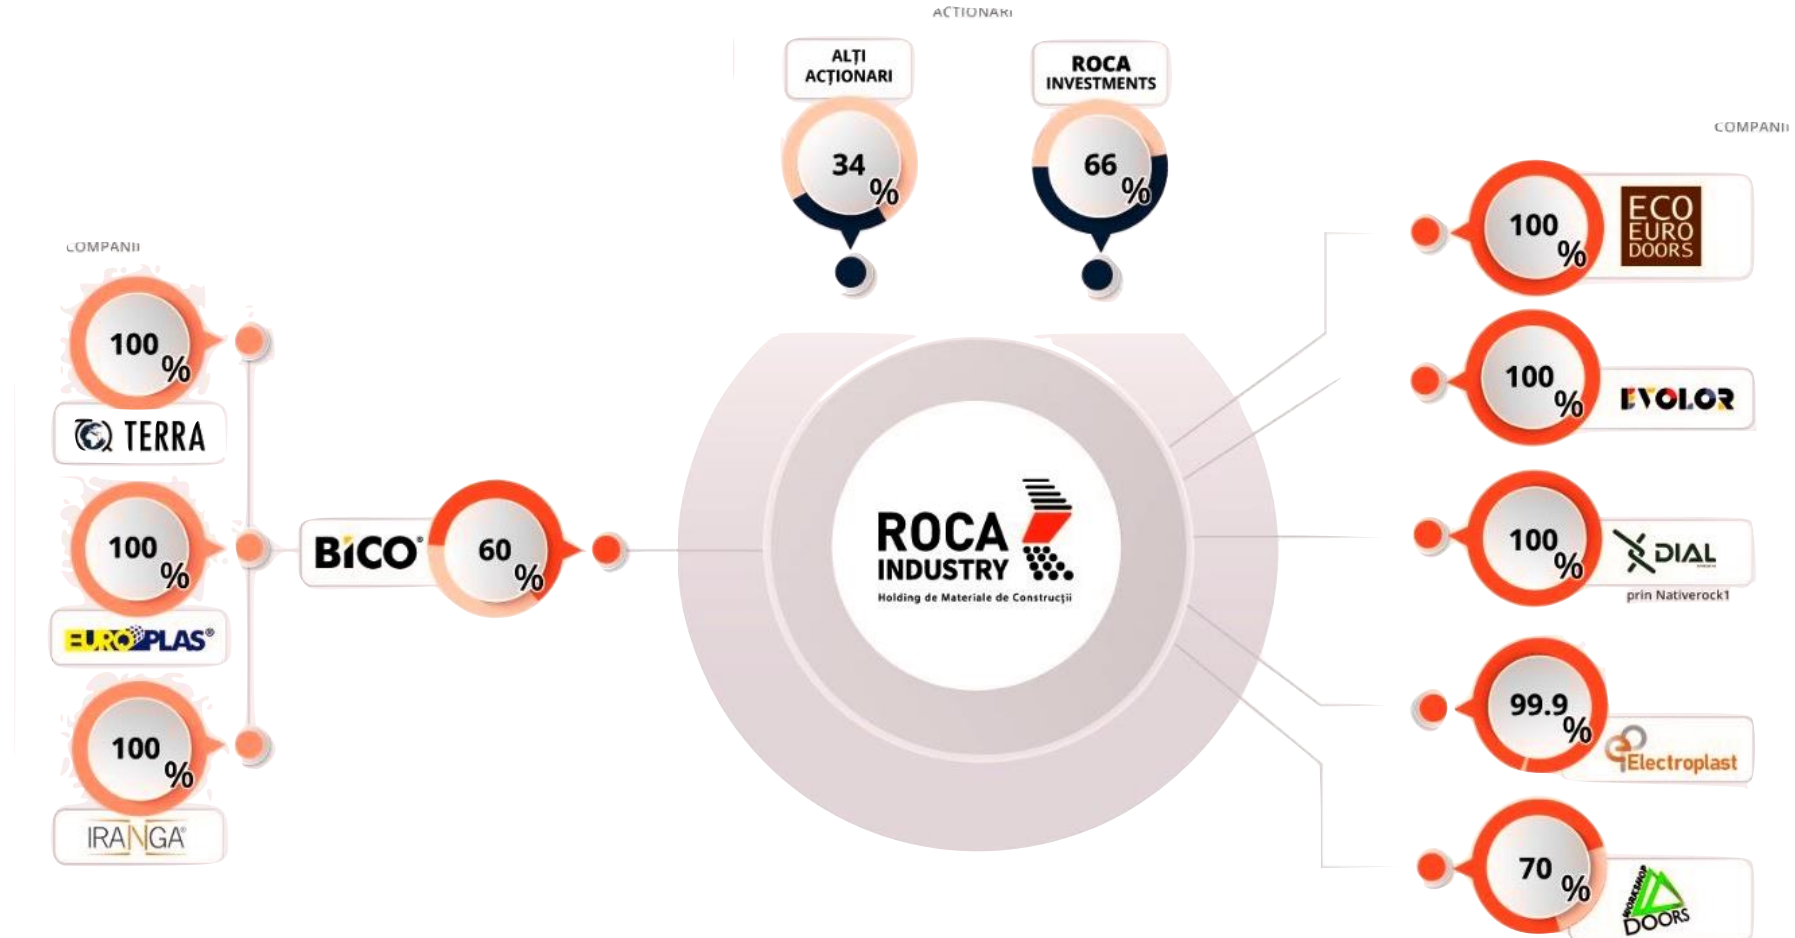 ACȚIONARI
ALȚI
ACȚIONARI
34
%
ROCA
INVESTMENTS
66
%
COMPANII
100
%
TERRA
100
%
EUROPLAS®
100
%
IRANGA®
BiCO®
60
%
ROCA
INDUSTRY
Holding de Materiale de Construcții
COMPANII
100
%
ECO
EURO
DOORS
100
%
EVOLOR
100
%
DIAL
prin Nativerock1
99.9
%
Electroplast
70
%
WORKSHOP
DOORS